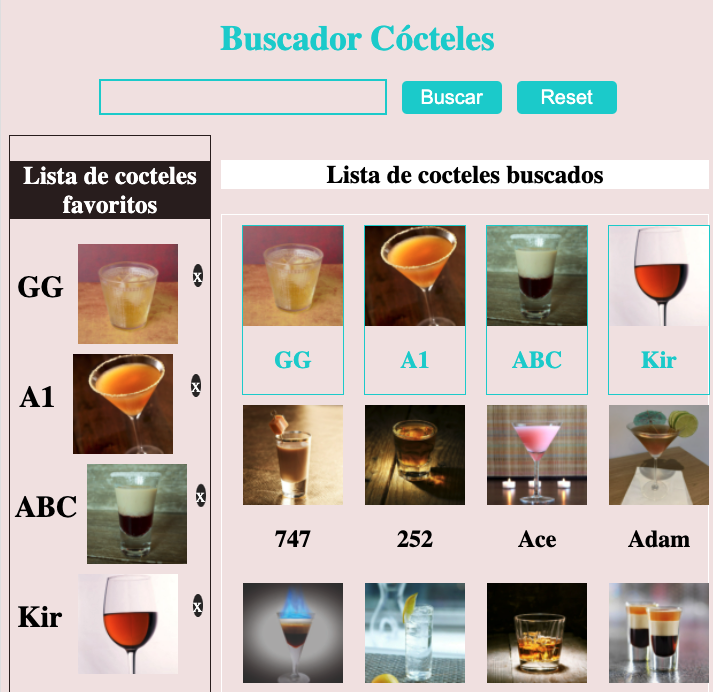 Buscador Cócteles
Buscar
Reset
Lista de cocteles
favoritos
GG
x
A1
x
ABC
x
Kir
x
Lista de cocteles buscados
GG
A1
ABC
Kir
747
252
Ace
Adam